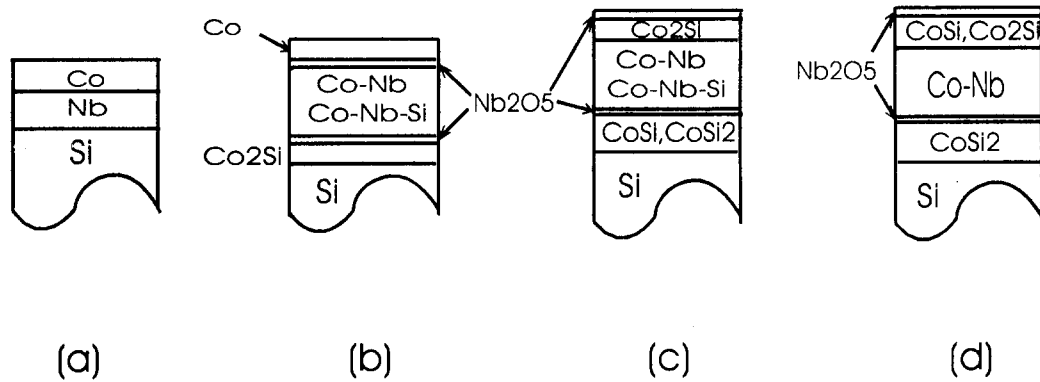 Co
Nb
Si
(a)
Co
Co-Nb
Co-Nb-Si
Co2Si
Si
(b)
Nb2O5
Co2Si
Co-Nb
Co-Nb-Si
CoSi,CoSi2
Si
(c)
Nb2O5
CoSi,Co2Si
Co-Nb
CoSi2
Si
(d)